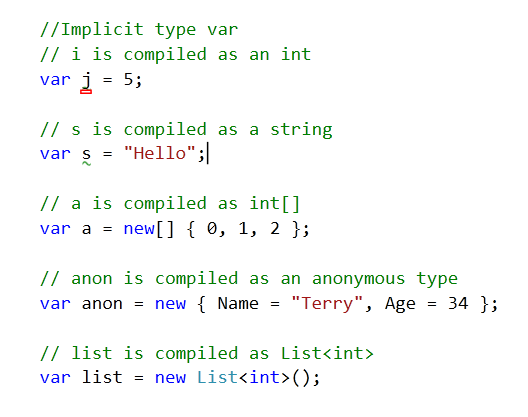 //Implicit type var
// i is compiled as an int
var j = 5;
// s is compiled as a string
var s = "Hello";
// a is compiled as int[]
var a = new[] { 0, 1, 2 };
// anon is compiled as an anonymous type
var anon = new { Name = "Terry", Age = 34 };
// list is compiled as List<int>
var list = new List<int>();